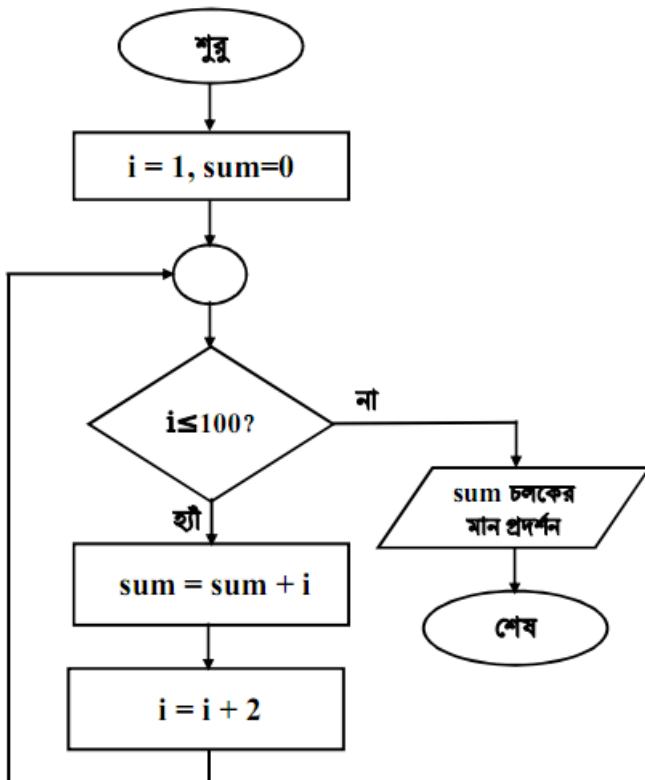 শুরু
i = 1, sum=0
i≤100?
না
হ্যাঁ
sum চলকের
মান প্রদর্শন
sum = sum + i
শেষ
i = i + 2